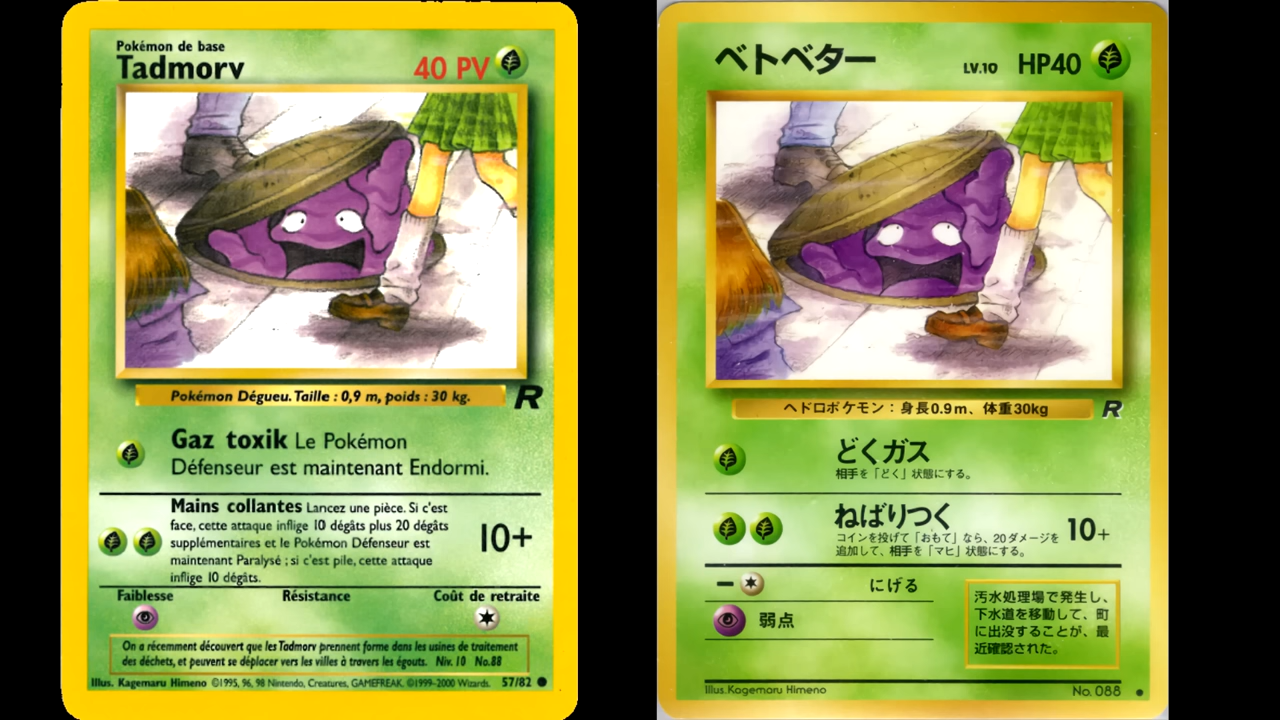 Pokémon de base
Tadmorv
40 PV
Pokémon Dégueu. Taille : 0,9 m, poids : 30 kg.
R
Gaz toxik Le Pokémon
Défenseur est maintenant Endormi.
Mains collantes Lancez une pièce. Si c'est
face, cette attaque inflige 10 dégâts plus 20 dégâts
supplémentaires et le Pokémon Défenseur est
maintenant Paralysé ; si c'est pile, cette attaque
inflige 10 dégâts.
10+
Faiblesse Résistance Coût de retraite
On a récemment découvert que les Tadmorv prennent forme dans les usines de traitement
des déchets, et peuvent se déplacer vers les villes à travers les égouts. Niv. 10 No.88
Illus. Kagemaru Himeno ©1995, 96, 98 Nintendo, Creatures, GAMEFREAK. ©1999-2000 Wizards. 57/82
ベトベター
LV.10 HP40
ヘドロポケモン：身長0.9m、体重30kg
R
どくガス
相手を「どく」状態にする。
ねばりつく
コインを投げて「おもて」なら、20ダメージを
追加して、相手を「マヒ」状態にする。
10+
ー にげる
弱点
汚水処理場で発生し、
下水道を移動して、町
に出没することが、最
近確認された。
Illus. Kagemaru Himeno
No. 088